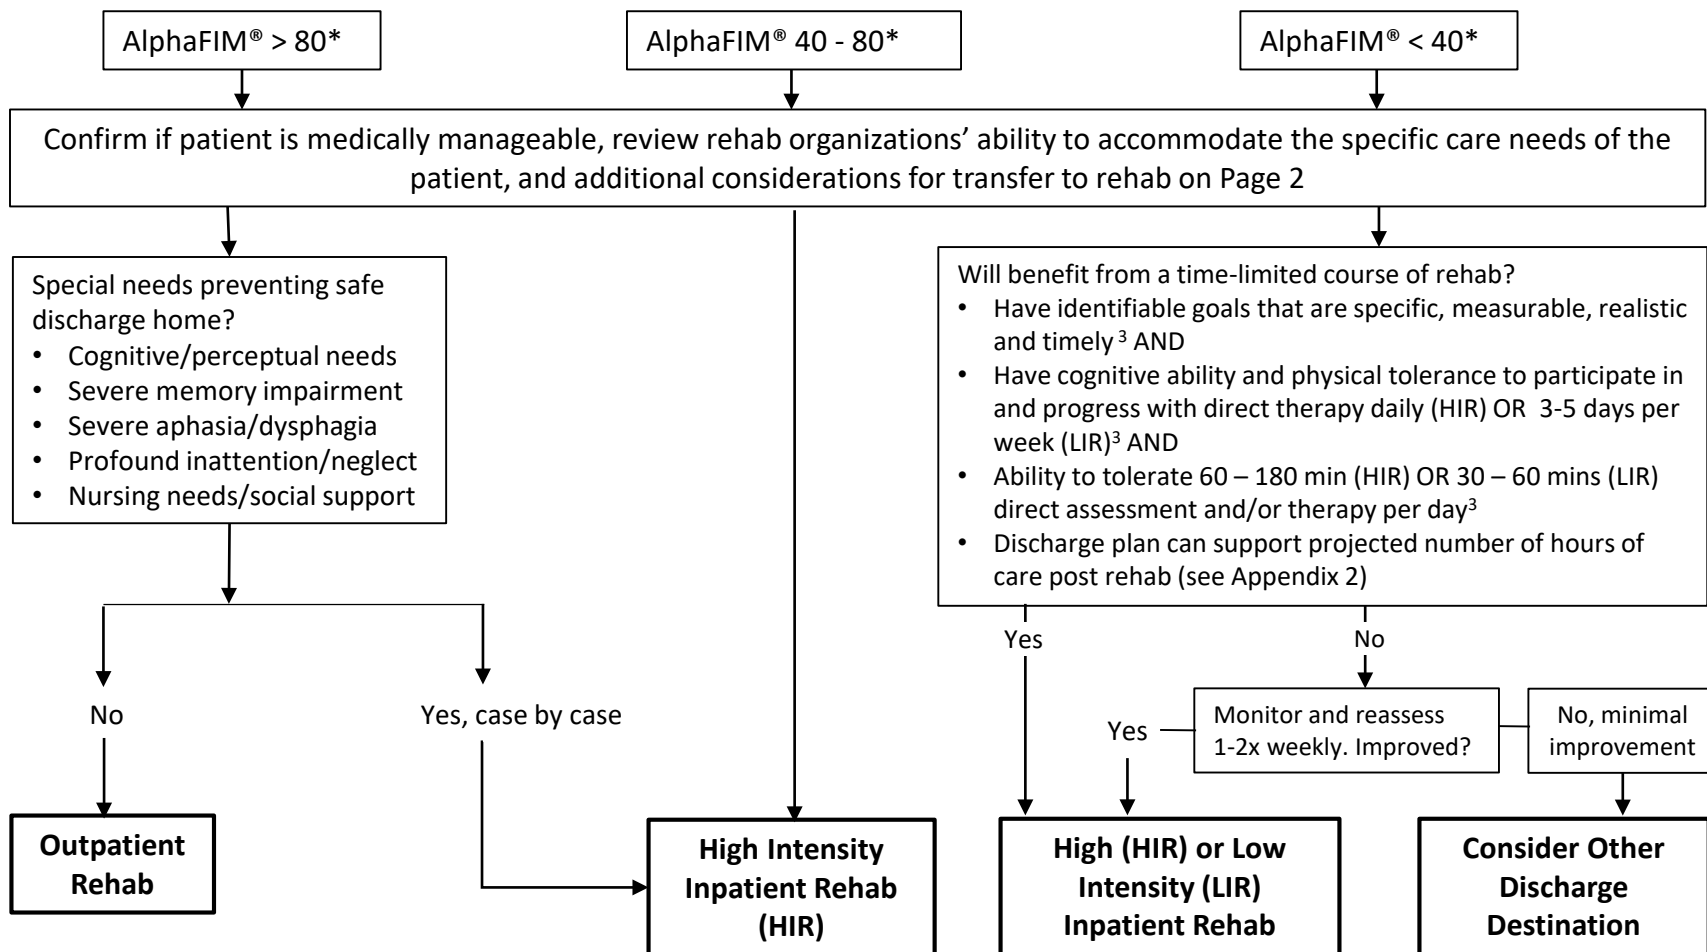 AlphaFIM® > 80*
AlphaFIM® 40 - 80*
AlphaFIM® < 40*
Confirm if patient is medically manageable, review rehab organizations’ ability to accommodate the specific care needs of the
patient, and additional considerations for transfer to rehab on Page 2
Special needs preventing safe
discharge home?
• Cognitive/perceptual needs
• Severe memory impairment
• Severe aphasia/dysphagia
• Profound inattention/neglect
• Nursing needs/social support
Will benefit from a time-limited course of rehab?
• Have identifiable goals that are specific, measurable, realistic
and timely ³ AND
• Have cognitive ability and physical tolerance to participate in
and progress with direct therapy daily (HIR) OR 3-5 days per
week (LIR)³ AND
• Ability to tolerate 60 – 180 min (HIR) OR 30 – 60 mins (LIR)
direct assessment and/or therapy per day³
• Discharge plan can support projected number of hours of
care post rehab (see Appendix 2)
Yes
No
No
Yes, case by case
Yes
Monitor and reassess
1-2x weekly. Improved?
No, minimal
improvement
Outpatient
Rehab
High Intensity
Inpatient Rehab
(HIR)
High (HIR) or Low
Intensity (LIR)
Inpatient Rehab
Consider Other
Discharge
Destination